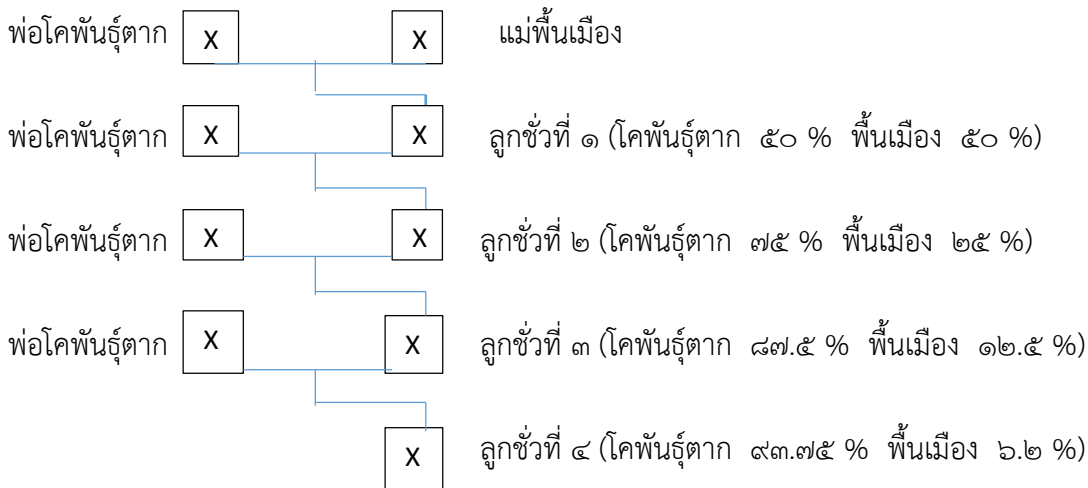 พ่อโคพันธุ์ตาก X X แม่พื้นเมือง
พ่อโคพันธุ์ตาก X X ลูกชั่วที่ ๑ (โคพันธุ์ตาก ๕๐ % พื้นเมือง ๕๐ %)
พ่อโคพันธุ์ตาก X X ลูกชั่วที่ ๒ (โคพันธุ์ตาก ๗๕ % พื้นเมือง ๒๕ %)
พ่อโคพันธุ์ตาก X X ลูกชั่วที่ ๓ (โคพันธุ์ตาก ๘๗.๕ % พื้นเมือง ๑๒.๕ %)
X ลูกชั่วที่ ๔ (โคพันธุ์ตาก ๙๓.๗๕ % พื้นเมือง ๖.๒ %)